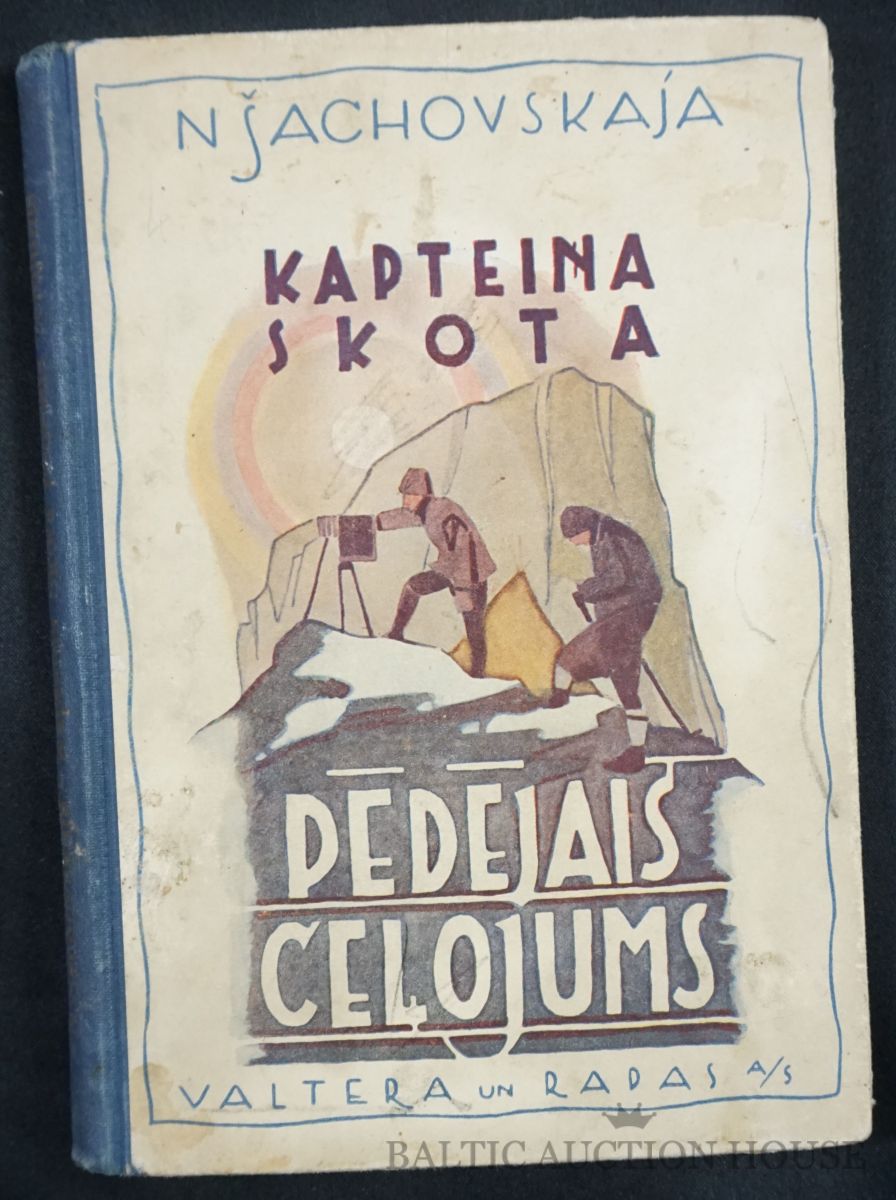 N ŠACHOVSKAJA
KAPTEIŅA
SKOTA
PĒDĒJAIS
CEĻOJUMS
VALTERA UN RAPAS A/S
BALTIC AUCTION HOUSE